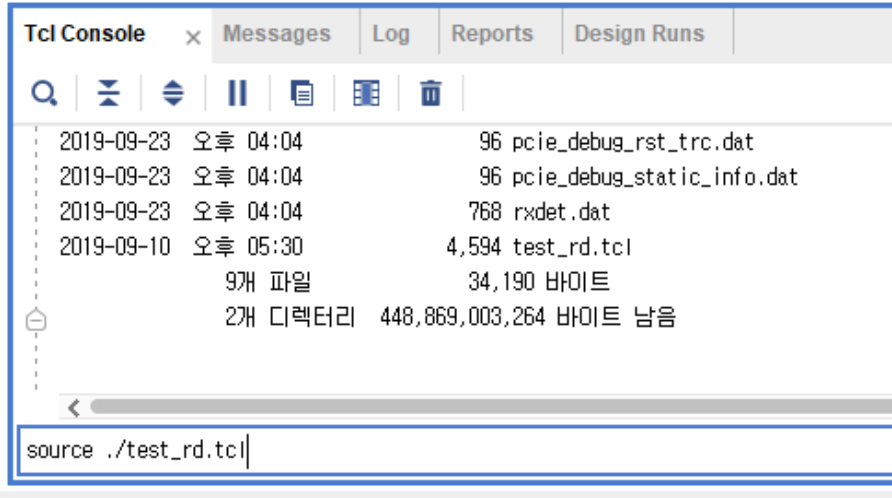 Tcl Console Messages Log Reports Design Runs
2019-09-23 오후 04:04 96 pcie_debug_rst_trc.dat
2019-09-23 오후 04:04 96 pcie_debug_static_info.dat
2019-09-23 오후 04:04 768 rxdet.dat
2019-09-10 오후 05:30 4,594 test_rd.tcl
9개 파일 34,190 바이트
2개 디렉터리 448,869,003,264 바이트 남음
source ./test_rd.tcl